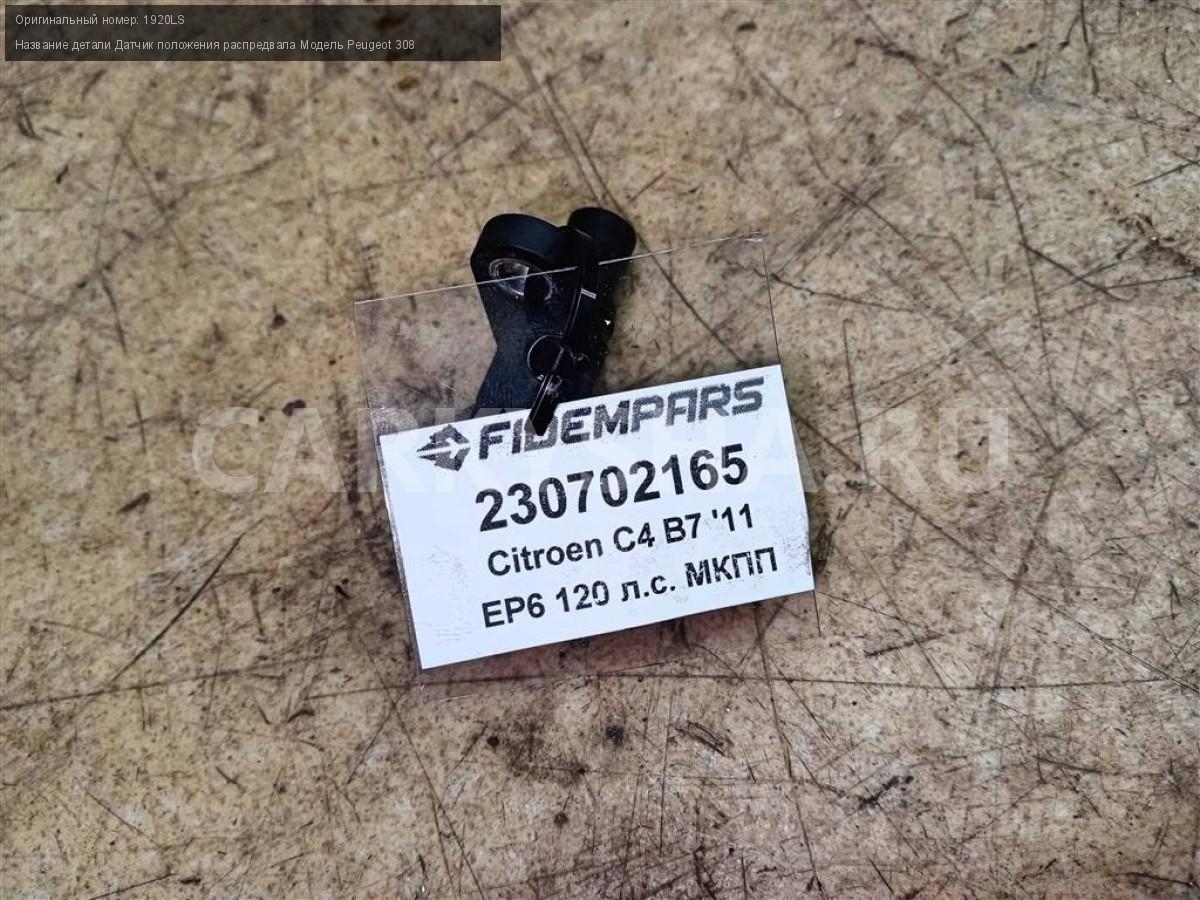 Оригинальный номер: 1920LS
Название детали Датчик положения распредвала Модель Peugeot 308
FIDEMPARS
230702165
Citroen C4 B7 '11
EP6 120 л.с. МКПП